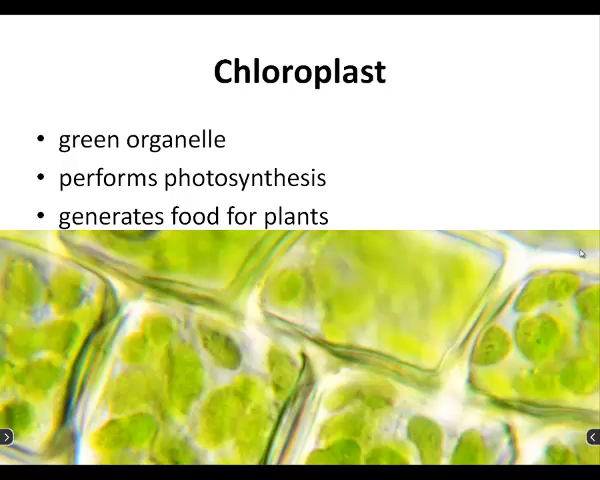 Chloroplast
• green organelle
• performs photosynthesis
• generates food for plants